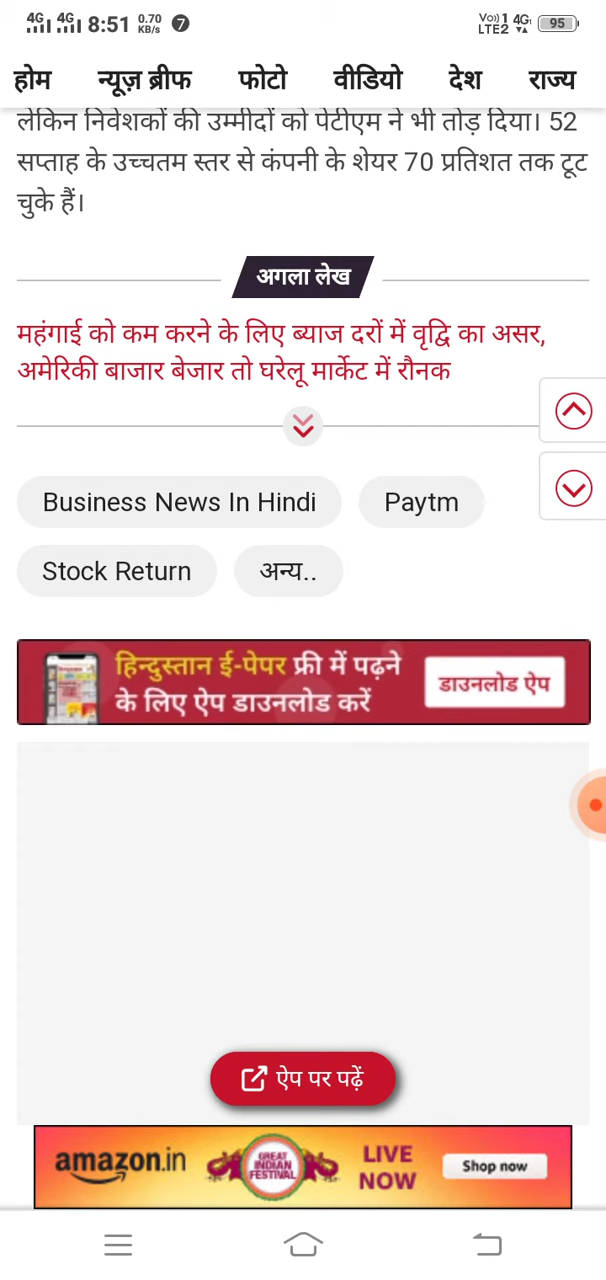 4G 4G 8:51 0.70 KB/s 7
Vo)) 1 4G LTE2 95
होम न्यूज़ ब्रीफ फोटो वीडियो देश राज्य
लेकिन निवेशकों की उम्मीदों को पेटीएम ने भी तोड़ दिया। 52
सप्ताह के उच्चतम स्तर से कंपनी के शेयर 70 प्रतिशत तक टूट
चुके हैं।
अगला लेख
महंगाई को कम करने के लिए ब्याज दरों में वृद्वि का असर,
अमेरिकी बाजार बेजार तो घरेलू मार्केट में रौनक
Business News In Hindi Paytm
Stock Return अन्य..
हिन्दुस्तान ई-पेपर फ्री में पढ़ने
के लिए ऐप डाउनलोड करें
डाउनलोड ऐप
ऐप पर पढ़ें
amazon.in
GREAT
INDIAN
FESTIVAL
LIVE
NOW
Shop now